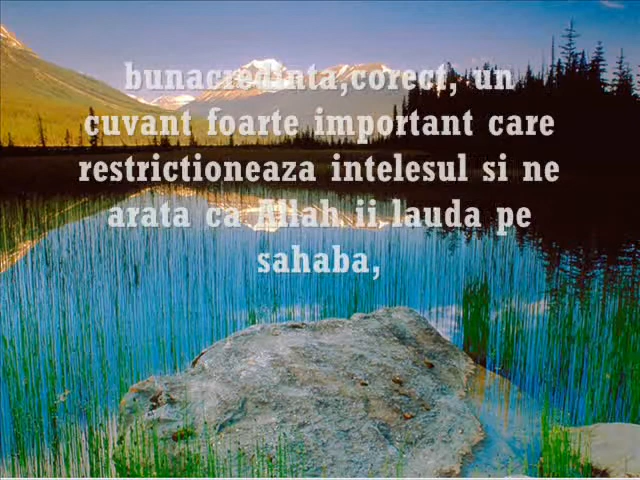 bunacredinta,corect, un
cuvant foarte important care
restrictioneaza intelesul si ne
arata ca Allah ii lauda pe
sahaba,